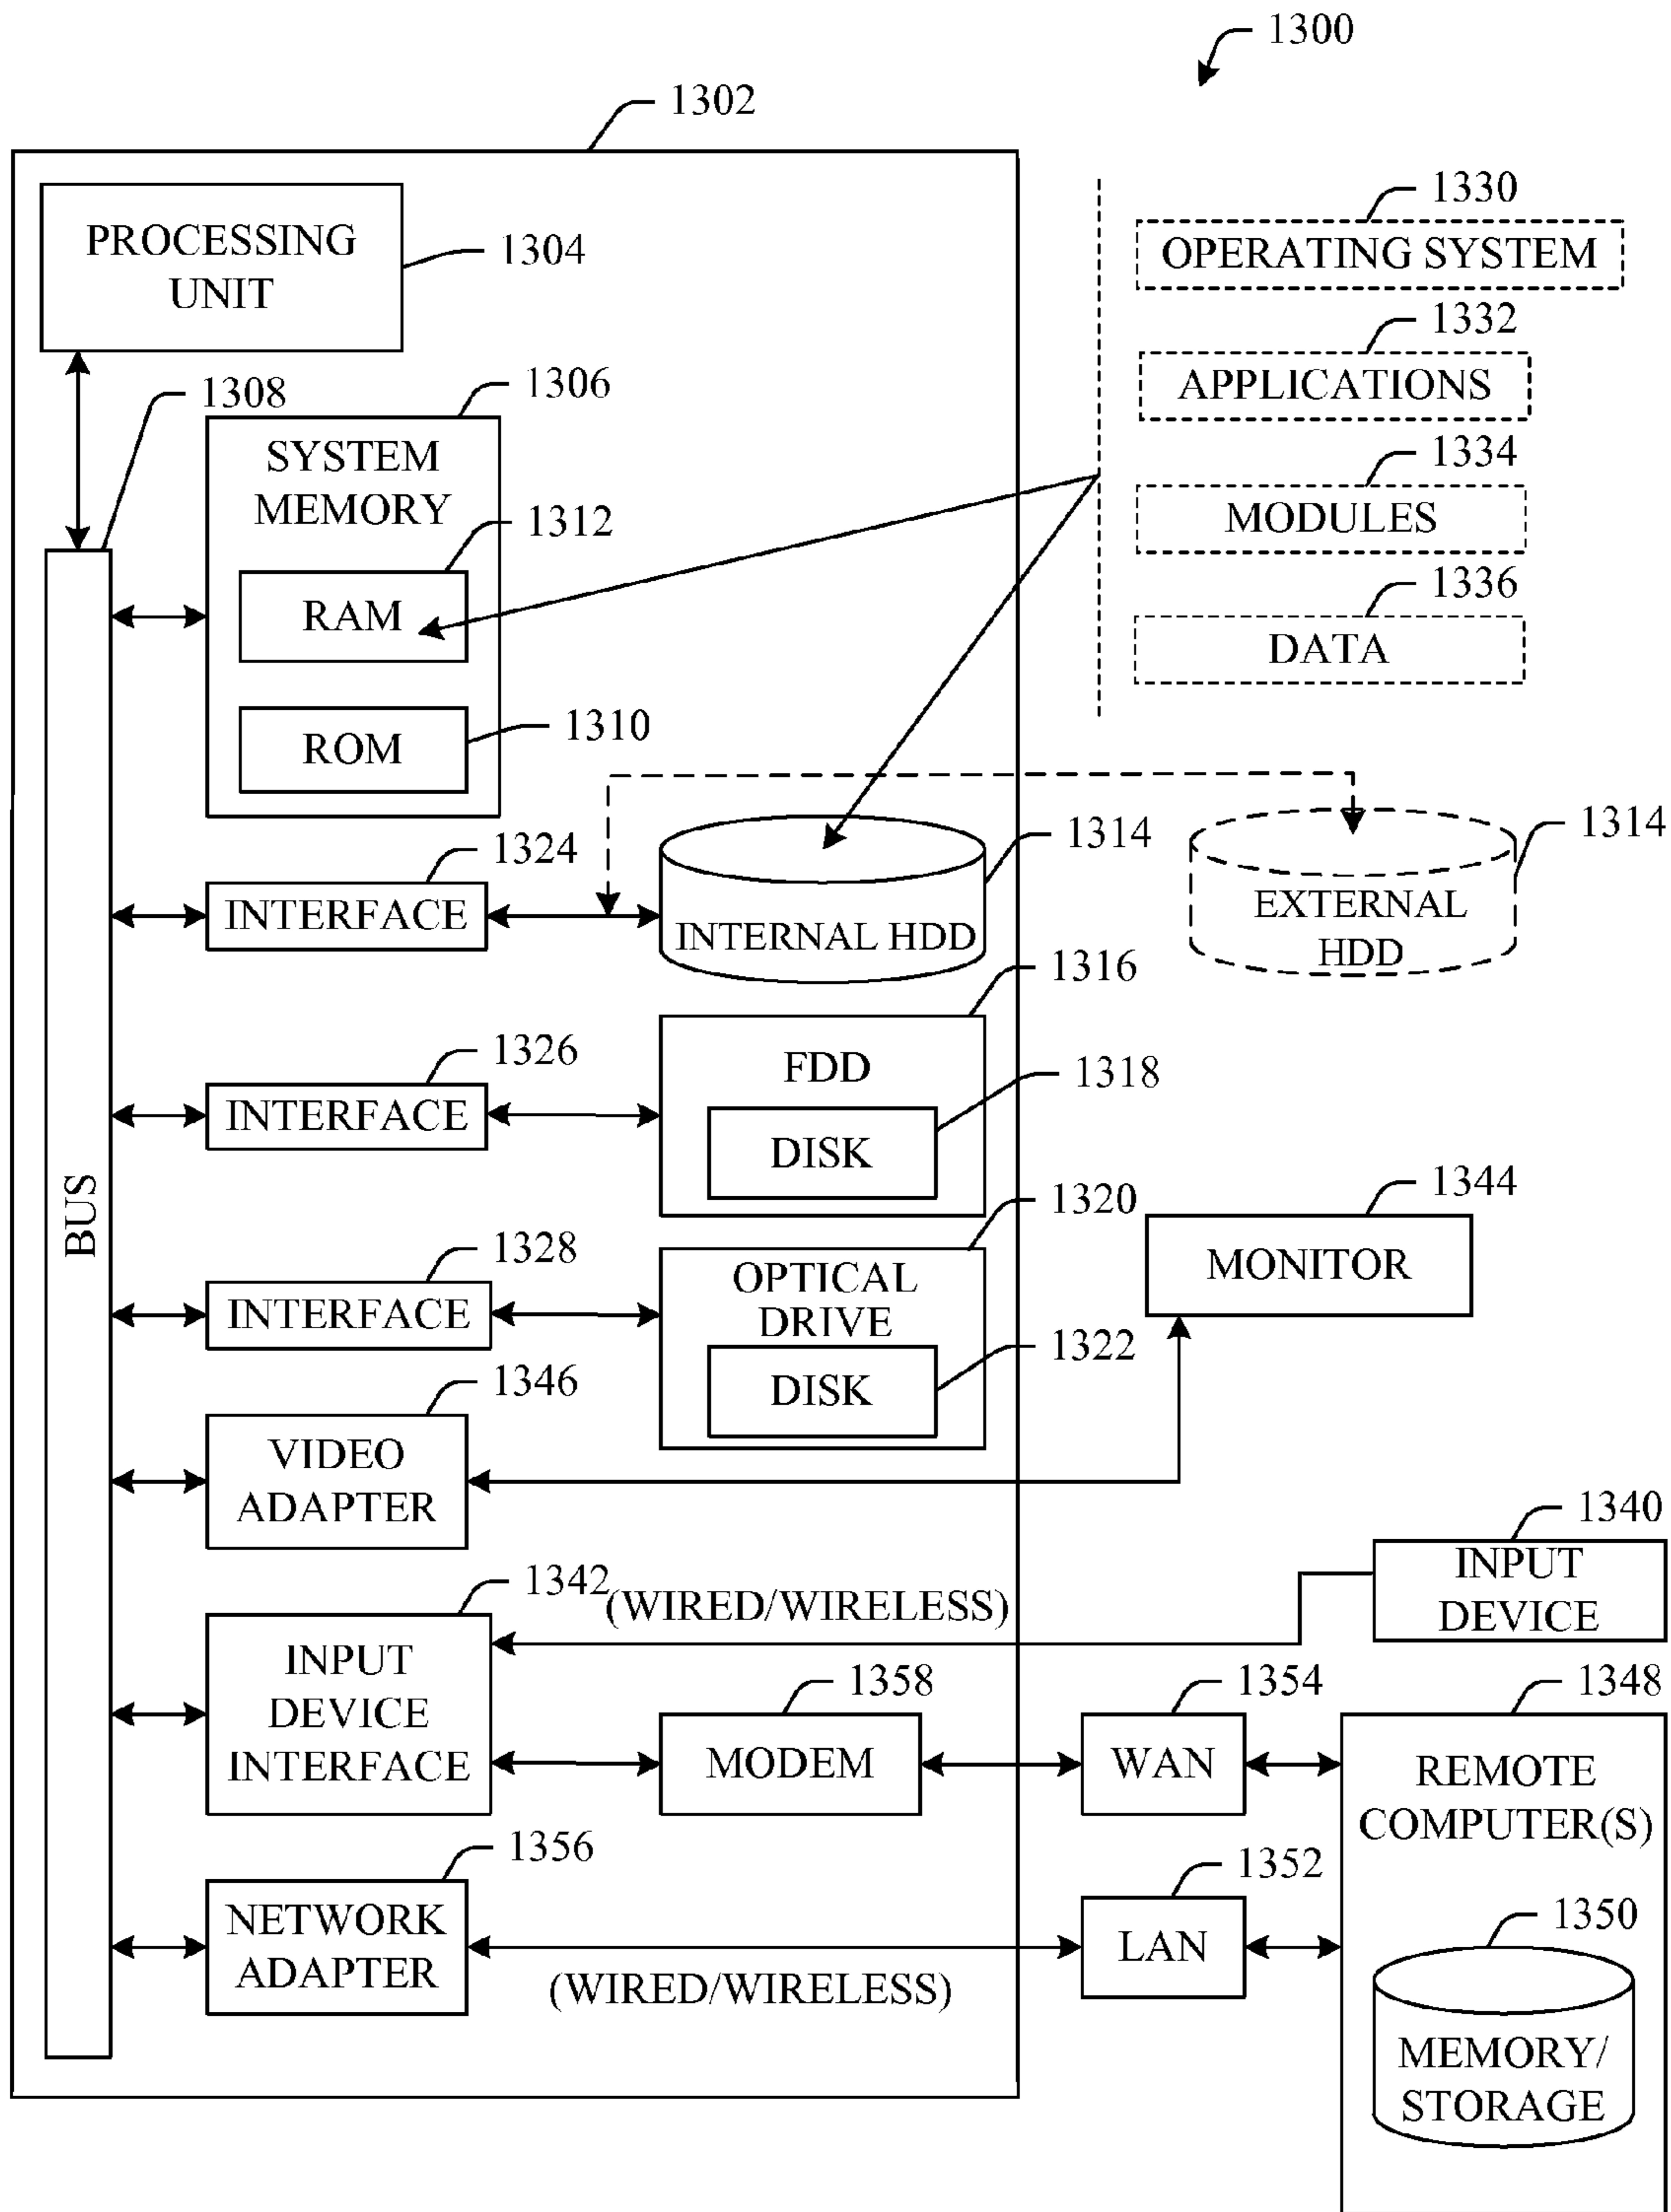 1300
1302
PROCESSING
UNIT
1304
1330
OPERATING SYSTEM
1332
APPLICATIONS
1334
MODULES
1336
DATA
1308
1306
SYSTEM
MEMORY
1312
RAM
1310
ROM
1324
INTERFACE
1314
INTERNAL HDD
1314
EXTERNAL
HDD
1316
FDD
1318
DISK
1326
INTERFACE
BUS
1320
OPTICAL
DRIVE
1322
DISK
1328
INTERFACE
1344
MONITOR
1346
VIDEO
ADAPTER
1340
INPUT
DEVICE
1342
(WIRED/WIRELESS)
INPUT
DEVICE
INTERFACE
1358
MODEM
1354
WAN
1348
REMOTE
COMPUTER(S)
1356
NETWORK
ADAPTER
(WIRED/WIRELESS)
1352
LAN
1350
MEMORY/
STORAGE